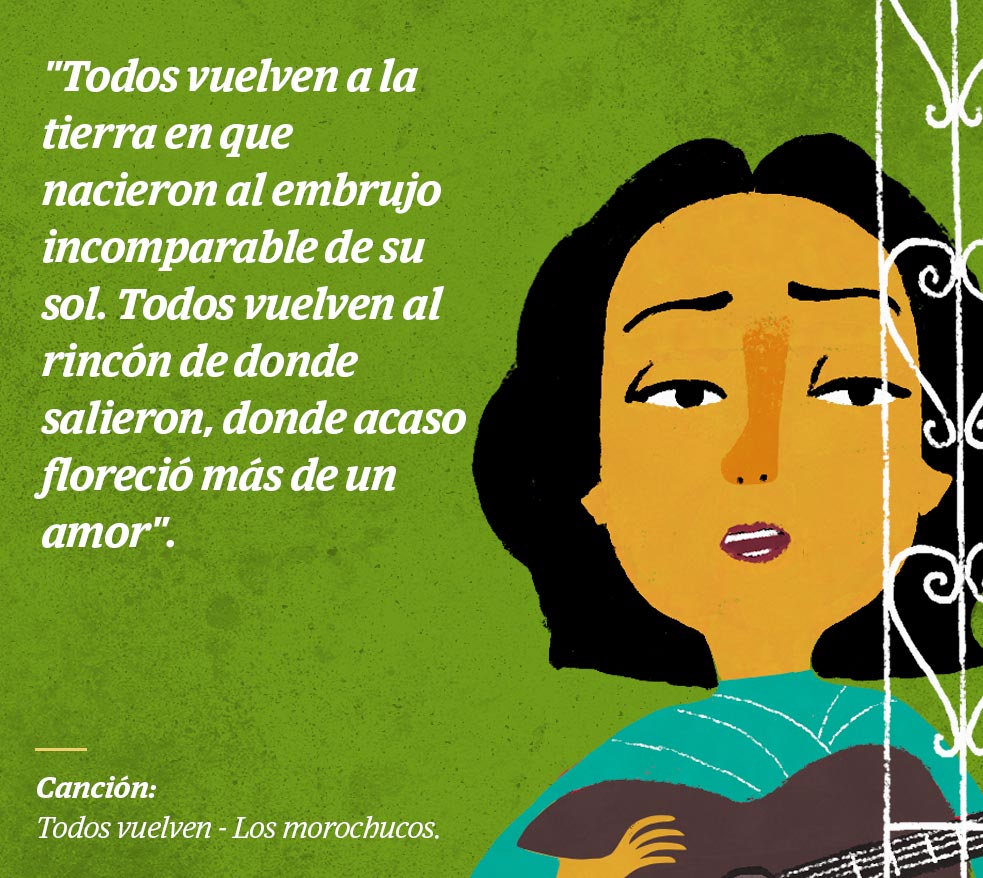 "Todos vuelven a la
tierra en que
nacieron al embrujo
incomparable de su
sol. Todos vuelven al
rincón de donde
salieron, donde acaso
floreció más de un
amor".
Canción:
Todos vuelven - Los morochucos.